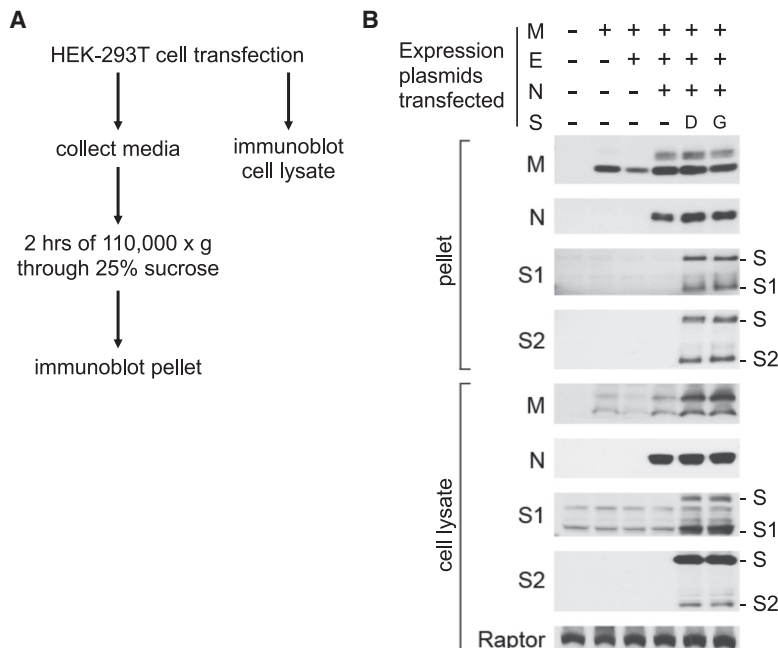 A
HEK-293T cell transfection
collect media
immunoblot
cell lysate
2 hrs of 110,000 x g
through 25% sucrose
immunoblot pellet
B
Expression
plasmids
transfected
M - + + + + +
E - - + + + +
N - - - + + +
S - - - - D G
pellet
M
N
S1
- S
- S1
S2
- S
- S2
cell lysate
M
N
S1
- S
- S1
S2
- S
- S2
Raptor